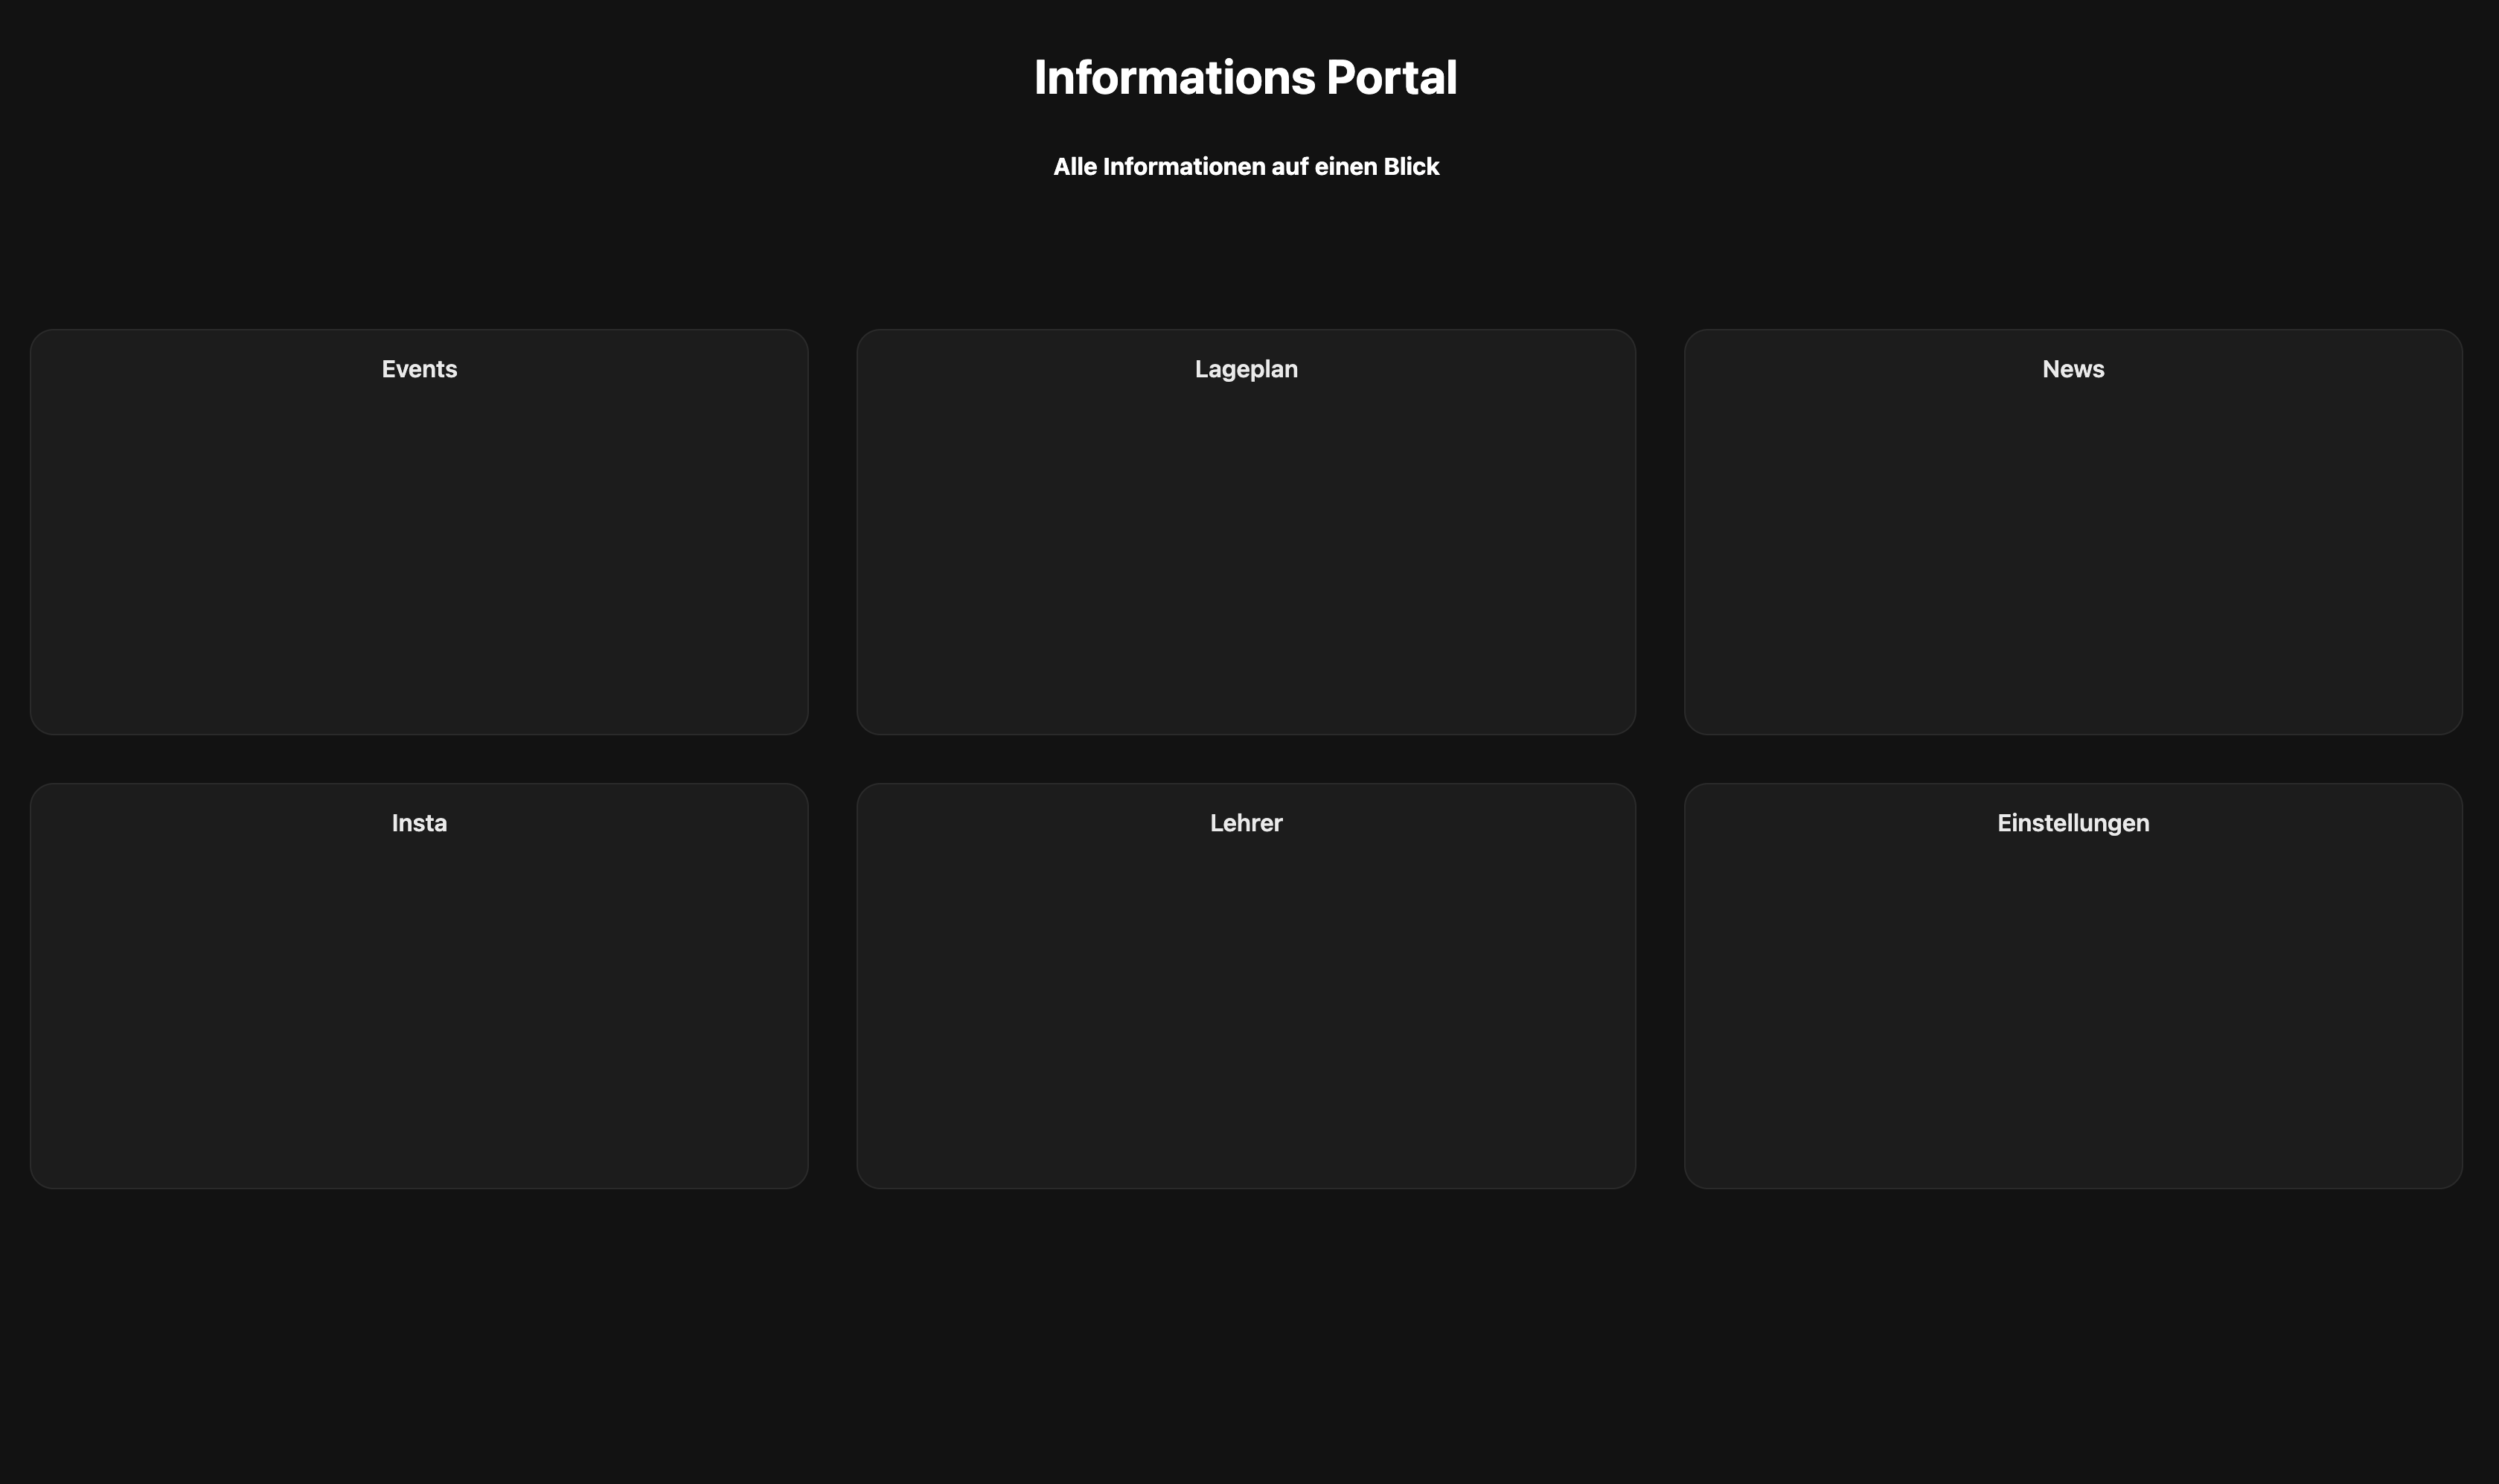 Informations Portal
Alle Informationen auf einen Blick
Events
Lageplan
News
Insta
Lehrer
Einstellungen